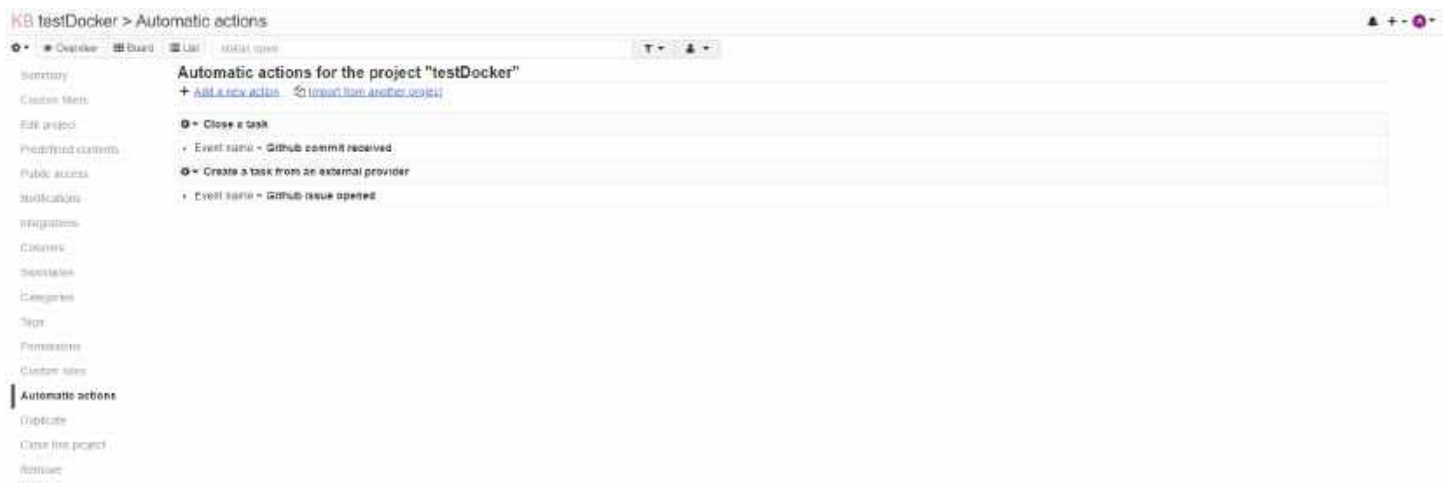 KB testDocker > Automatic actions
Overview Board List status:open
Automatic actions for the project "testDocker"
+ Add a new action Import from another project
Close a task
Event name = Github commit received
Create a task from an external provider
Event name = Github issue opened
Summary
Custom filters
Edit project
Predefined contents
Public access
Notifications
Integrations
Columns
Swimlanes
Categories
Tags
Permissions
Custom roles
Automatic actions
Duplicate
Close this project
Remove